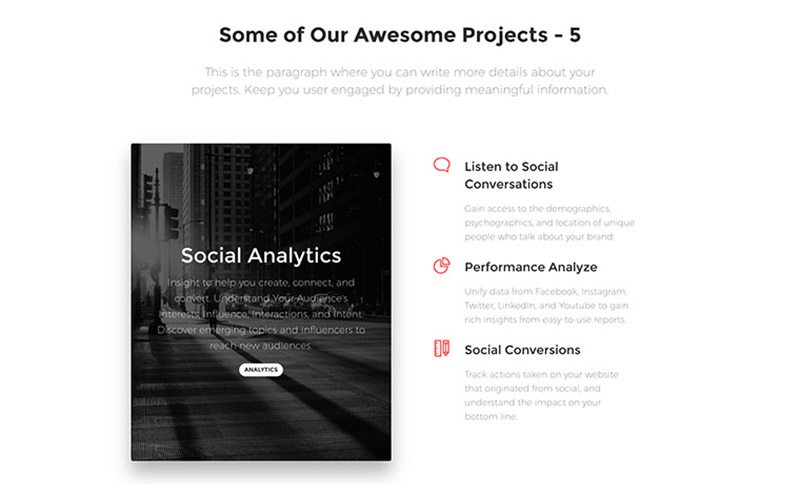 Some of Our Awesome Projects - 5
This is the paragraph where you can write more details about your
projects. Keep you user engaged by providing meaningful information.
Social Analytics
Insight to help you create, connect, and
convert. Understand Your Audience's
Interests, Influence, Interactions, and Intent.
Discover emerging topics and influencers to
reach new audiences.
ANALYTICS
Listen to Social
Conversations
Gain access to the demographics,
psychographics, and location of unique
people who talk about your brand.
Performance Analyze
Unify data from Facebook, Instagram,
Twitter, LinkedIn, and Youtube to gain
rich insights from easy-to-use reports.
Social Conversions
Track actions taken on your website
that originated from social, and
understand the impact on your
bottom line.